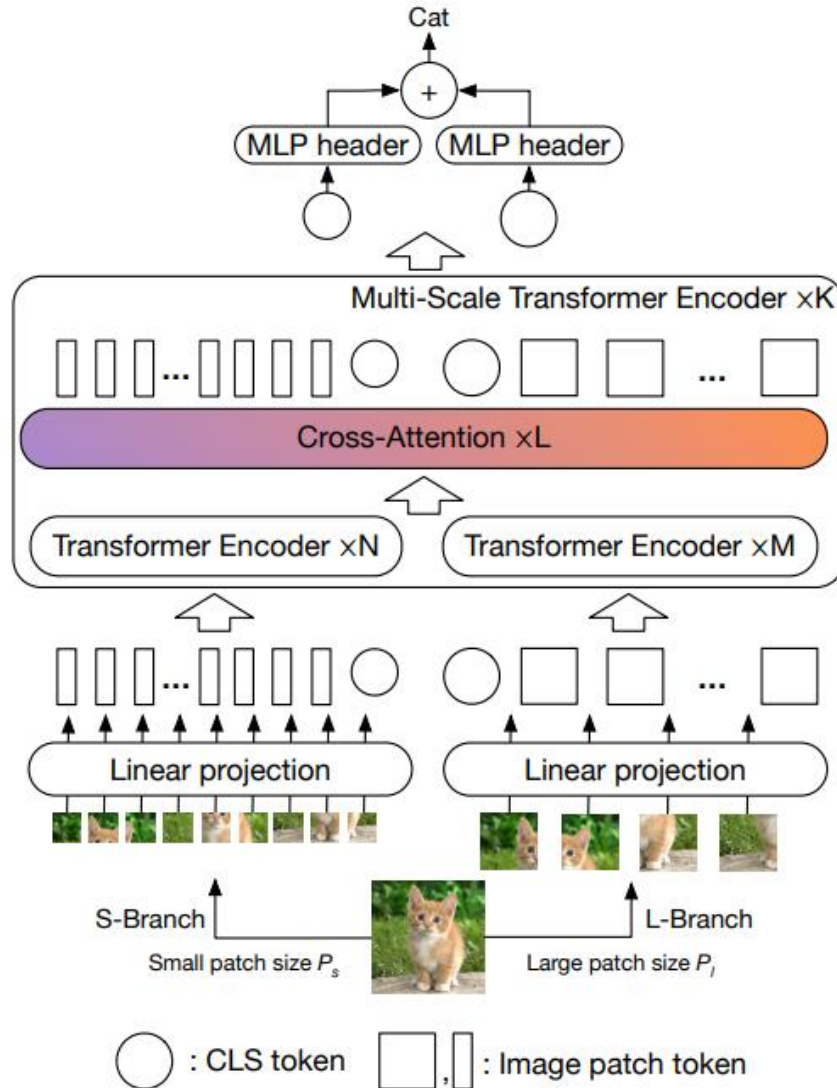 Cat
+
MLP header MLP header
Multi-Scale Transformer Encoder ×K
...
...
Cross-Attention ×L
Transformer Encoder ×N Transformer Encoder ×M
...
...
Linear projection Linear projection
S-Branch L-Branch
Small patch size Ps Large patch size Pl
: CLS token , : Image patch token